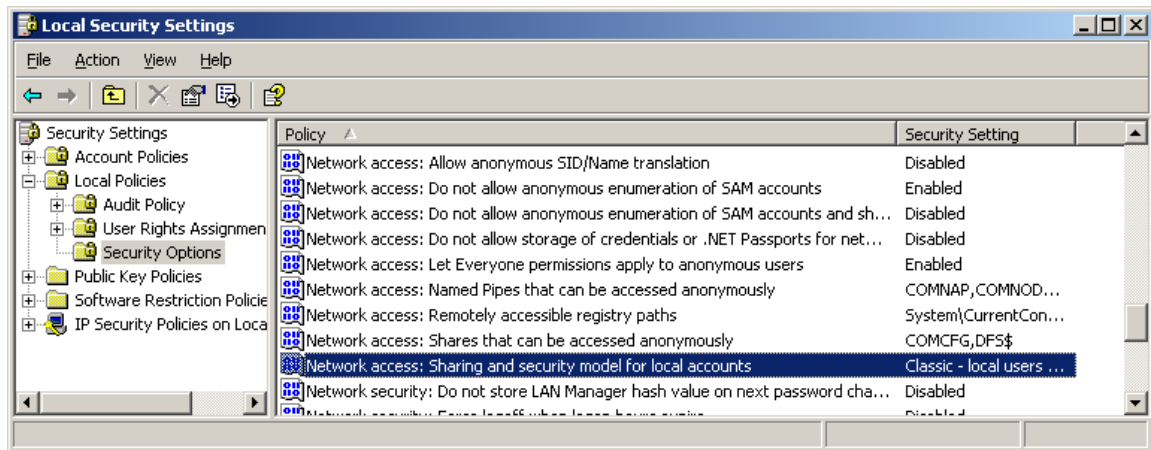 Local Security Settings
File Action View Help
Security Settings
Account Policies
Local Policies
Audit Policy
User Rights Assignmen
Security Options
Public Key Policies
Software Restriction Policie
IP Security Policies on Loca
Policy Security Setting
Network access: Allow anonymous SID/Name translation Disabled
Network access: Do not allow anonymous enumeration of SAM accounts Enabled
Network access: Do not allow anonymous enumeration of SAM accounts and sh... Disabled
Network access: Do not allow storage of credentials or .NET Passports for net... Disabled
Network access: Let Everyone permissions apply to anonymous users Enabled
Network access: Named Pipes that can be accessed anonymously COMNAP,COMNOD...
Network access: Remotely accessible registry paths System\CurrentCon...
Network access: Shares that can be accessed anonymously COMCFG,DFS$
Network access: Sharing and security model for local accounts Classic - local users ...
Network security: Do not store LAN Manager hash value on next password cha... Disabled